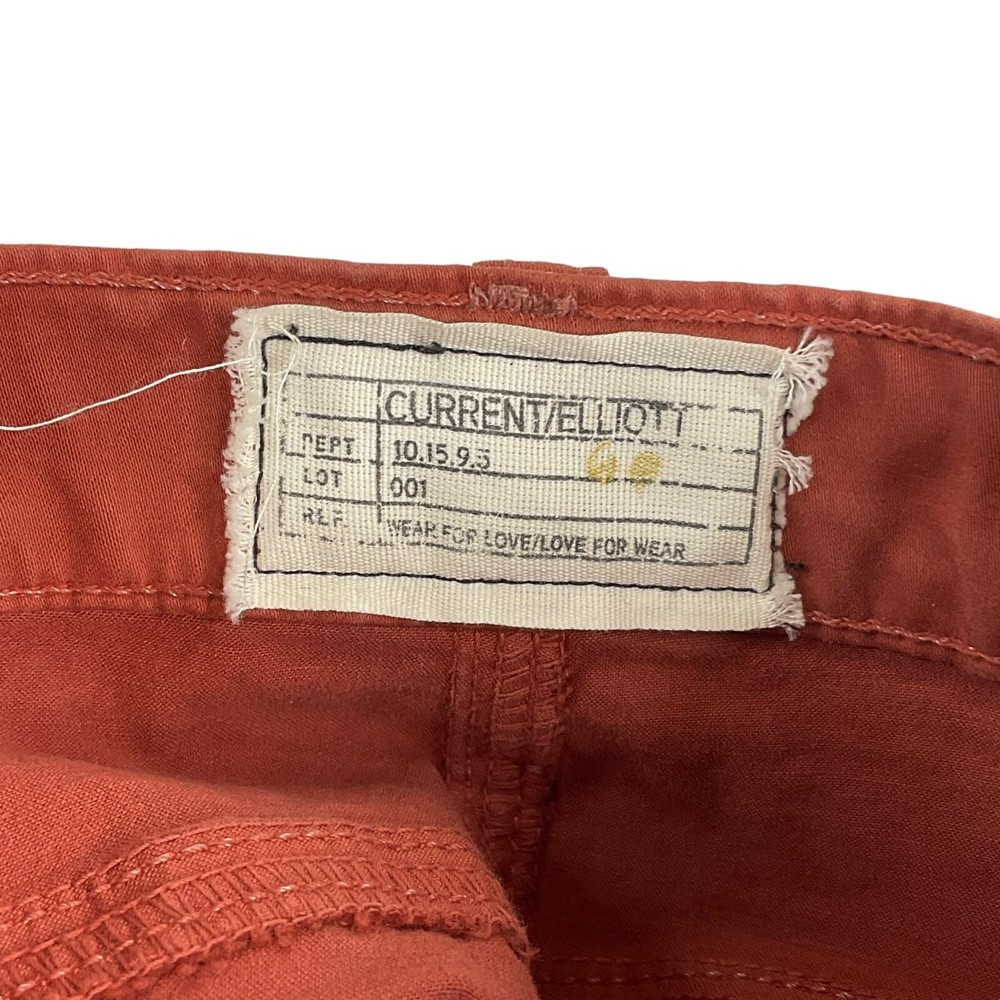 CURRENT/ELLIOTT
DEPT 10.15.9.5
LOT 001
REF. WEAR FOR LOVE/LOVE FOR WEAR